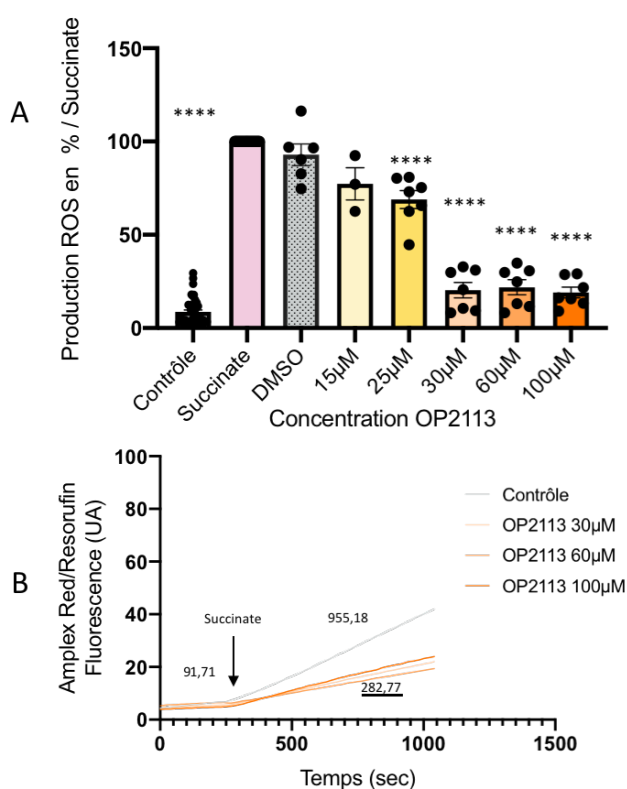 A
Production ROS en % / Succinate
150
100
50
0
****
****
****
****
****
Contrôle
Succinate
DMSO
15µM
25µM
30µM
60µM
100µM
Concentration OP2113
B
Amplex Red/Resorufin
Fluorescence (UA)
100
80
60
40
20
0
Contrôle
OP2113 30µM
OP2113 60µM
OP2113 100µM
Succinate
955,18
91,71
282,77
0
500
1000
1500
Temps (sec)